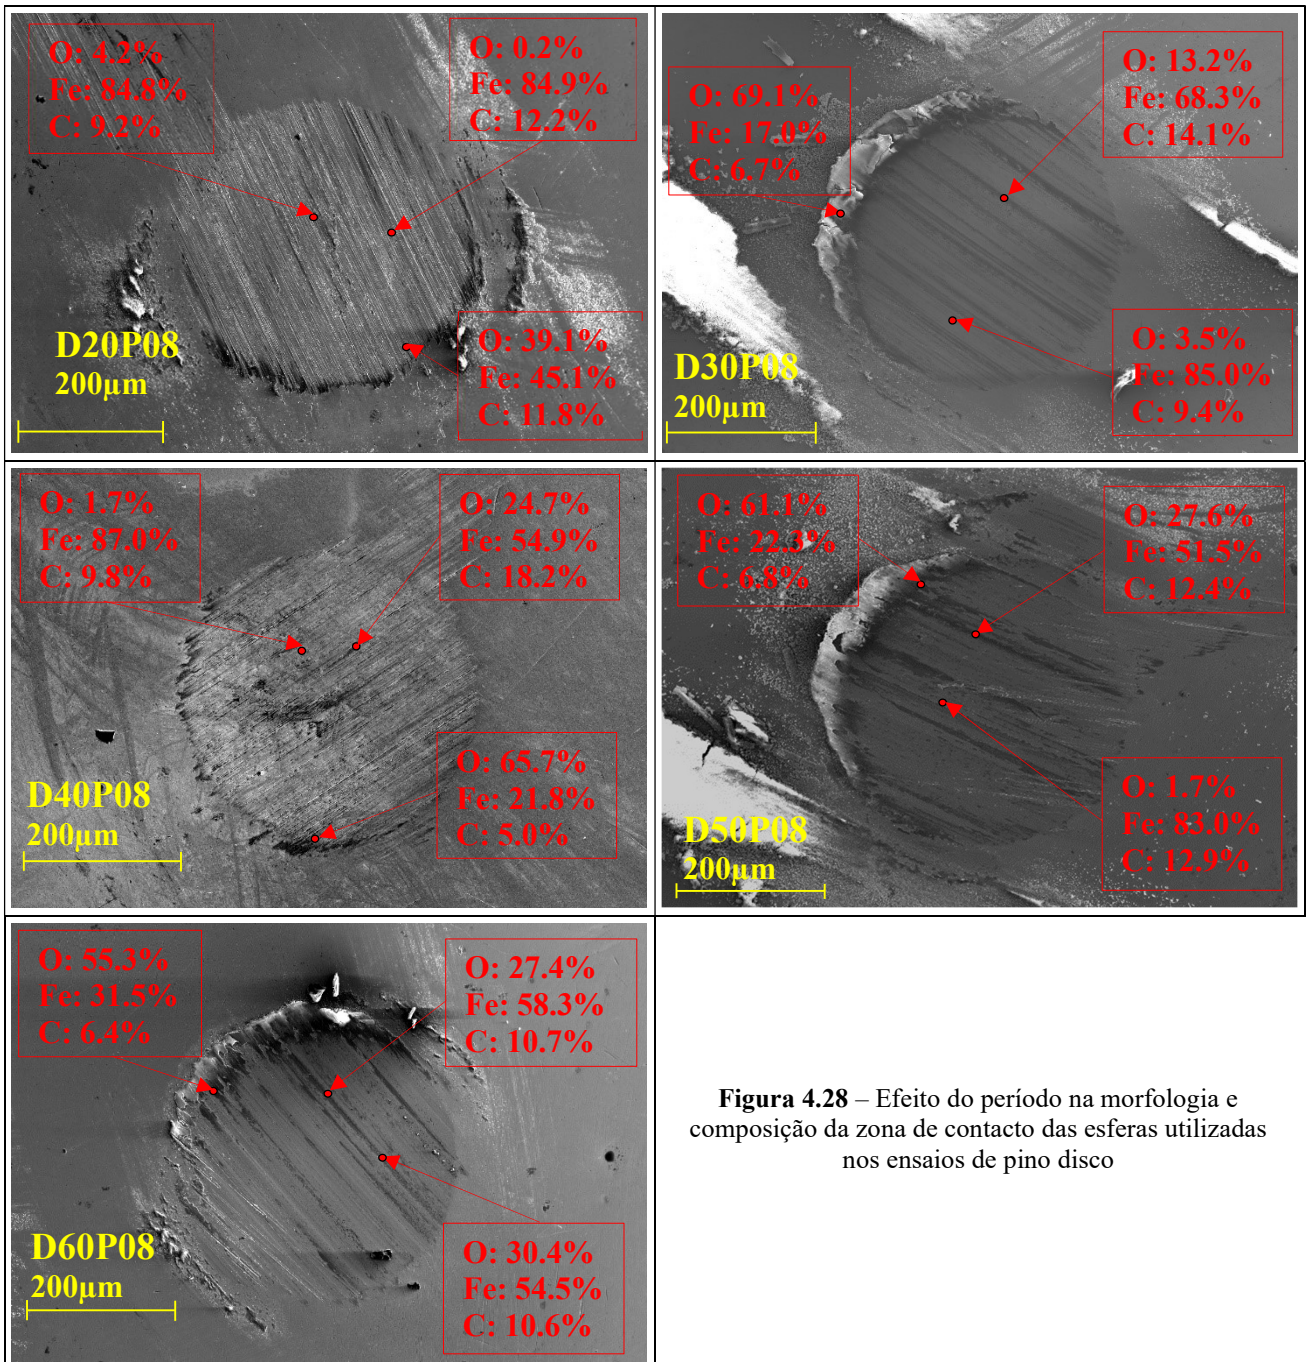 O: 4.2%
Fe: 84.8%
C: 9.2%
O: 0.2%
Fe: 84.9%
C: 12.2%
O: 39.1%
Fe: 45.1%
C: 11.8%
D20P08
200µm
O: 69.1%
Fe: 17.0%
C: 6.7%
O: 13.2%
Fe: 68.3%
C: 14.1%
O: 3.5%
Fe: 85.0%
C: 9.4%
D30P08
200µm
O: 1.7%
Fe: 87.0%
C: 9.8%
O: 24.7%
Fe: 54.9%
C: 18.2%
O: 65.7%
Fe: 21.8%
C: 5.0%
D40P08
200µm
O: 61.1%
Fe: 22.3%
C: 6.8%
O: 27.6%
Fe: 51.5%
C: 12.4%
O: 1.7%
Fe: 83.0%
C: 12.9%
D50P08
200µm
O: 55.3%
Fe: 31.5%
C: 6.4%
O: 27.4%
Fe: 58.3%
C: 10.7%
O: 30.4%
Fe: 54.5%
C: 10.6%
D60P08
200µm
Figura 4.28 – Efeito do período na morfologia e
composição da zona de contacto das esferas utilizadas
nos ensaios de pino disco